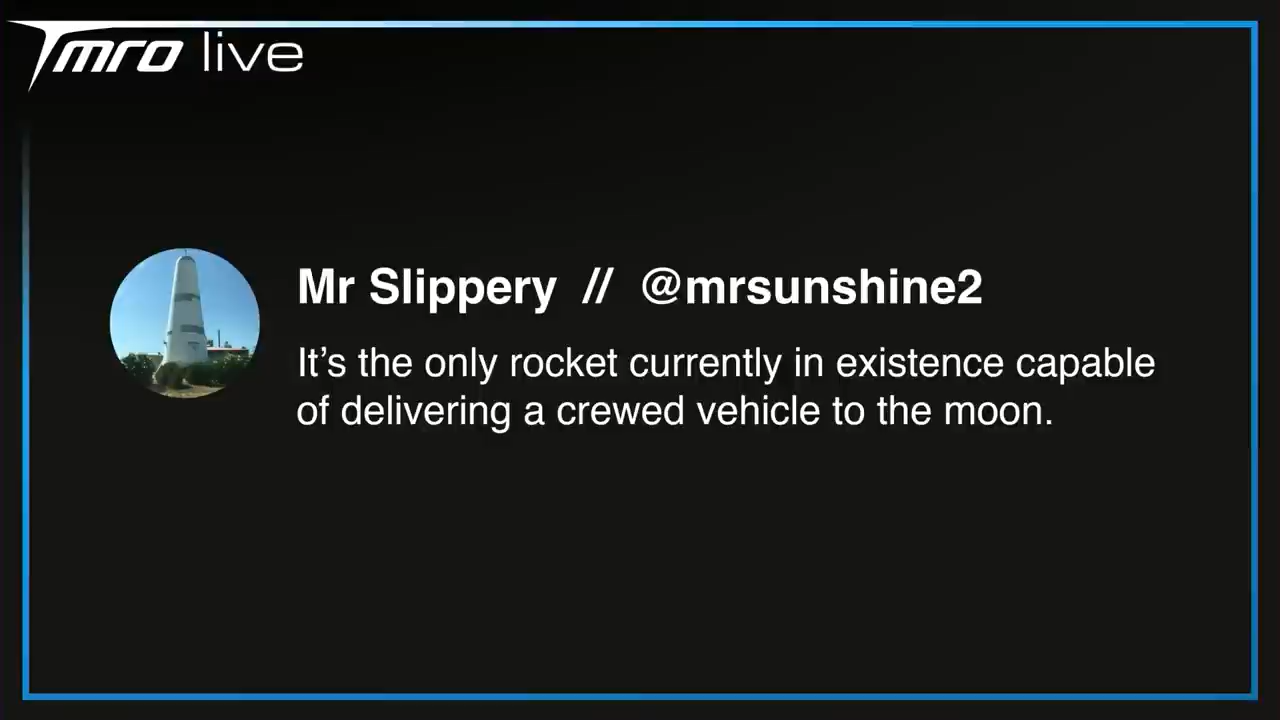 Tmro live
Mr Slippery // @mrsunshine2
It’s the only rocket currently in existence capable
of delivering a crewed vehicle to the moon.